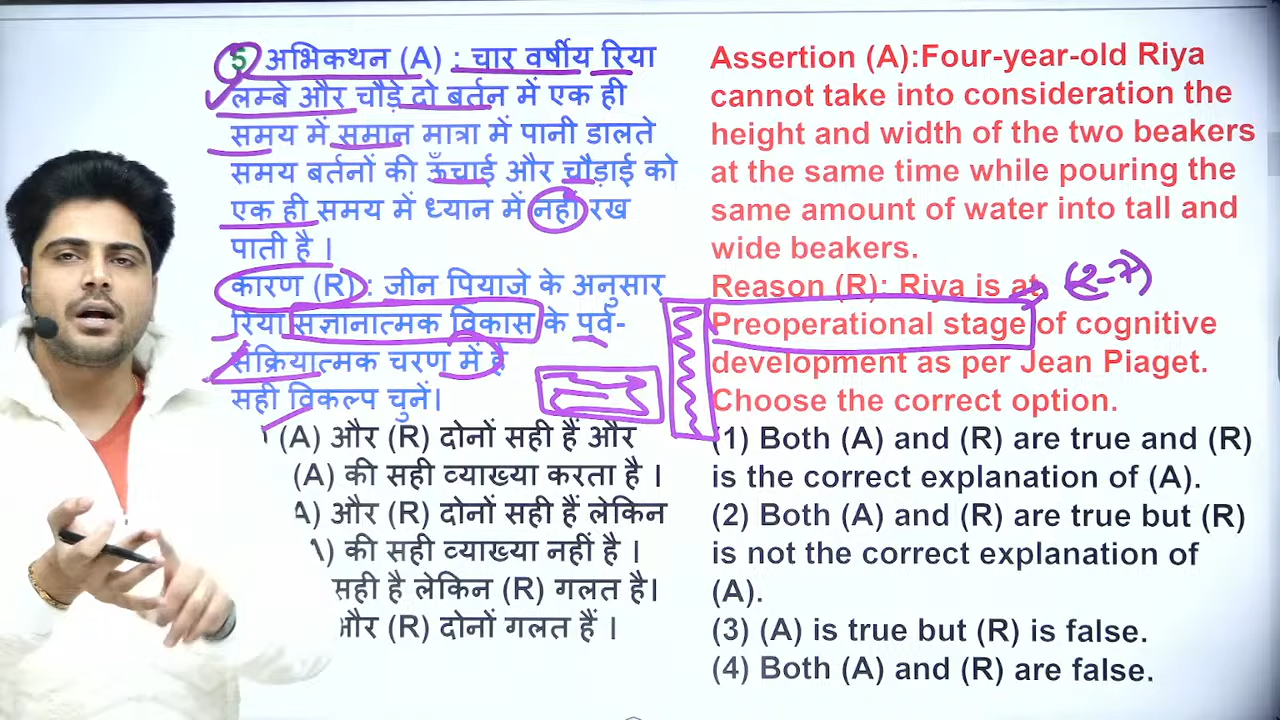 5 अभिकथन (A) : चार वर्षीय रिया
लम्बे और चौड़े दो बर्तन में एक ही
समय में समान मात्रा में पानी डालते
समय बर्तनों की ऊँचाई और चौड़ाई को
एक ही समय में ध्यान में नहीं रख
पाती है ।
कारण (R) : जीन पियाजे के अनुसार
रिया सज्ञानात्मक विकास के पूर्व-
संक्रियात्मक चरण में है
सही विकल्प चुनें।
(A) और (R) दोनों सही हैं और
(A) की सही व्याख्या करता है ।
A) और (R) दोनों सही हैं लेकिन
) की सही व्याख्या नहीं है ।
सही है लेकिन (R) गलत है।
और (R) दोनों गलत हैं ।
Assertion (A):Four-year-old Riya
cannot take into consideration the
height and width of the two beakers
at the same time while pouring the
same amount of water into tall and
wide beakers.
Reason (R): Riya is at
(2-7)
Preoperational stage of cognitive
development as per Jean Piaget.
Choose the correct option.
(1) Both (A) and (R) are true and (R)
is the correct explanation of (A).
(2) Both (A) and (R) are true but (R)
is not the correct explanation of
(A).
(3) (A) is true but (R) is false.
(4) Both (A) and (R) are false.